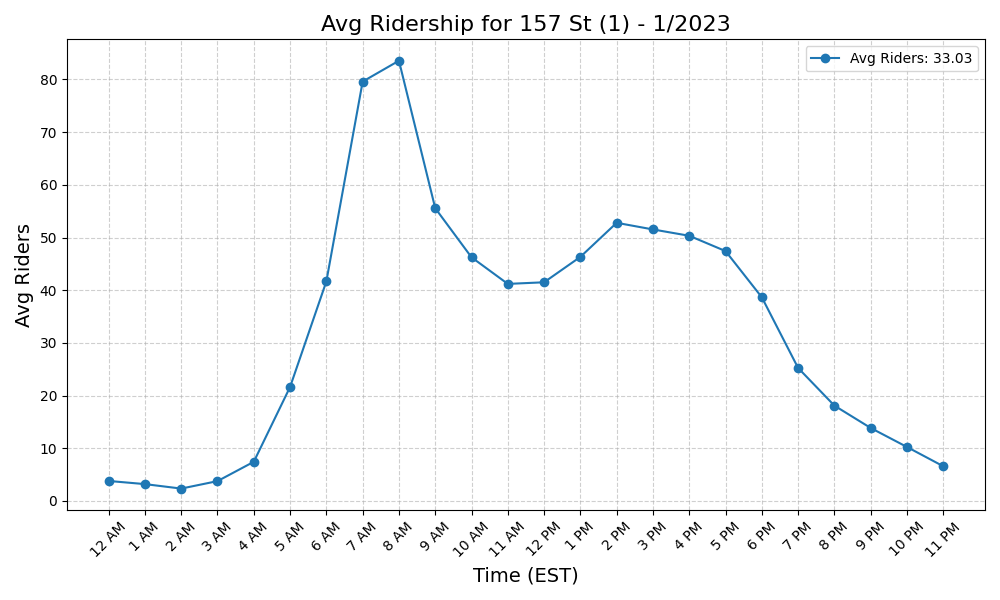 Avg Ridership for 157 St (1) - 1/2023
Avg Riders: 33.03
Avg Riders
80
70
60
50
40
30
20
10
0
12 AM
1 AM
2 AM
3 AM
4 AM
5 AM
6 AM
7 AM
8 AM
9 AM
10 AM
11 AM
12 PM
1 PM
2 PM
3 PM
4 PM
5 PM
6 PM
7 PM
8 PM
9 PM
10 PM
11 PM
Time (EST)